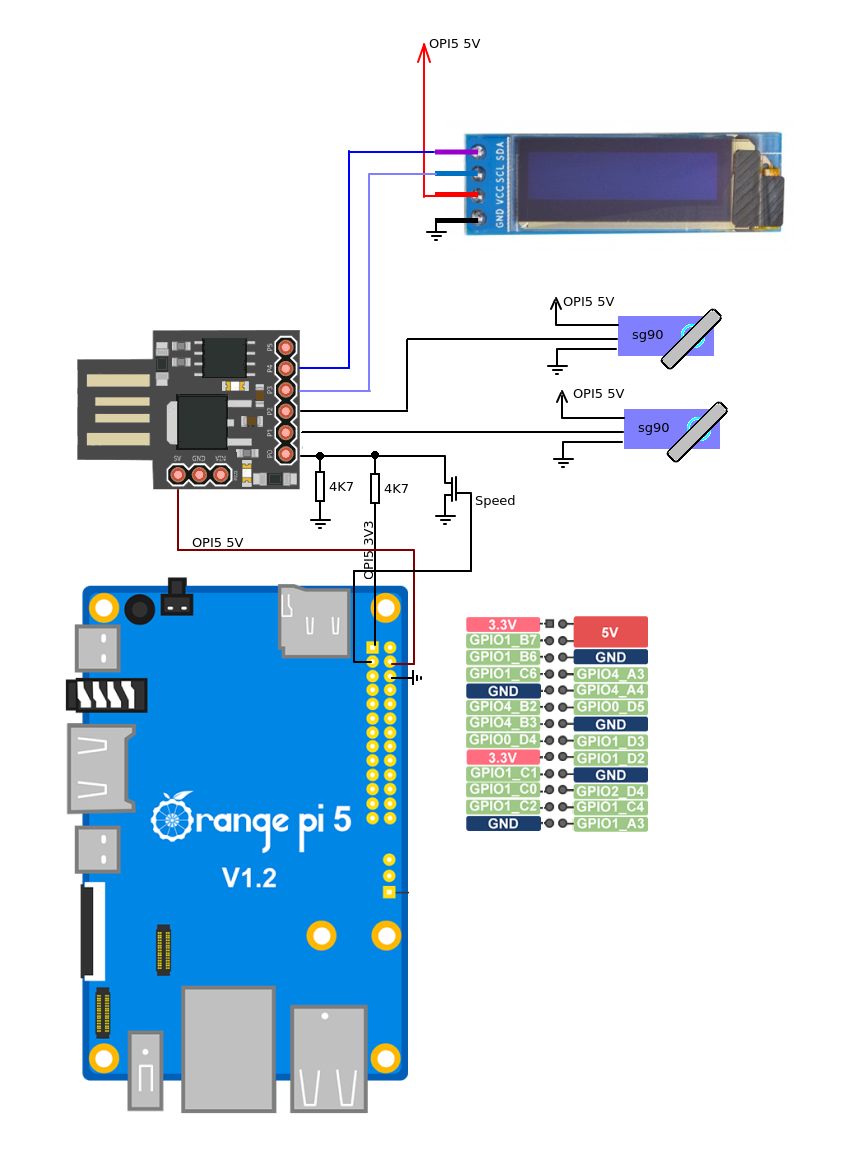 OPI5 5V
GND VCC SCL SDA
OPI5 5V
sg90
OPI5 5V
sg90
P5
P4
P3
P2
P1
P0
5V GND VIN
4K7
4K7
Speed
OPI5 5V
OPI5 3V3
3.3V
5V
GPIO1_B7
GPIO1_B6
GND
GPIO1_C6
GPIO4_A3
GND
GPIO4_A4
GPIO4_B2
GPIO0_D5
GPIO4_B3
GND
GPIO0_D4
GPIO1_D3
3.3V
GPIO1_D2
GPIO1_C1
GND
GPIO1_C0
GPIO2_D4
GPIO1_C2
GPIO1_C4
GND
GPIO1_A3
Orange pi 5
V1.2